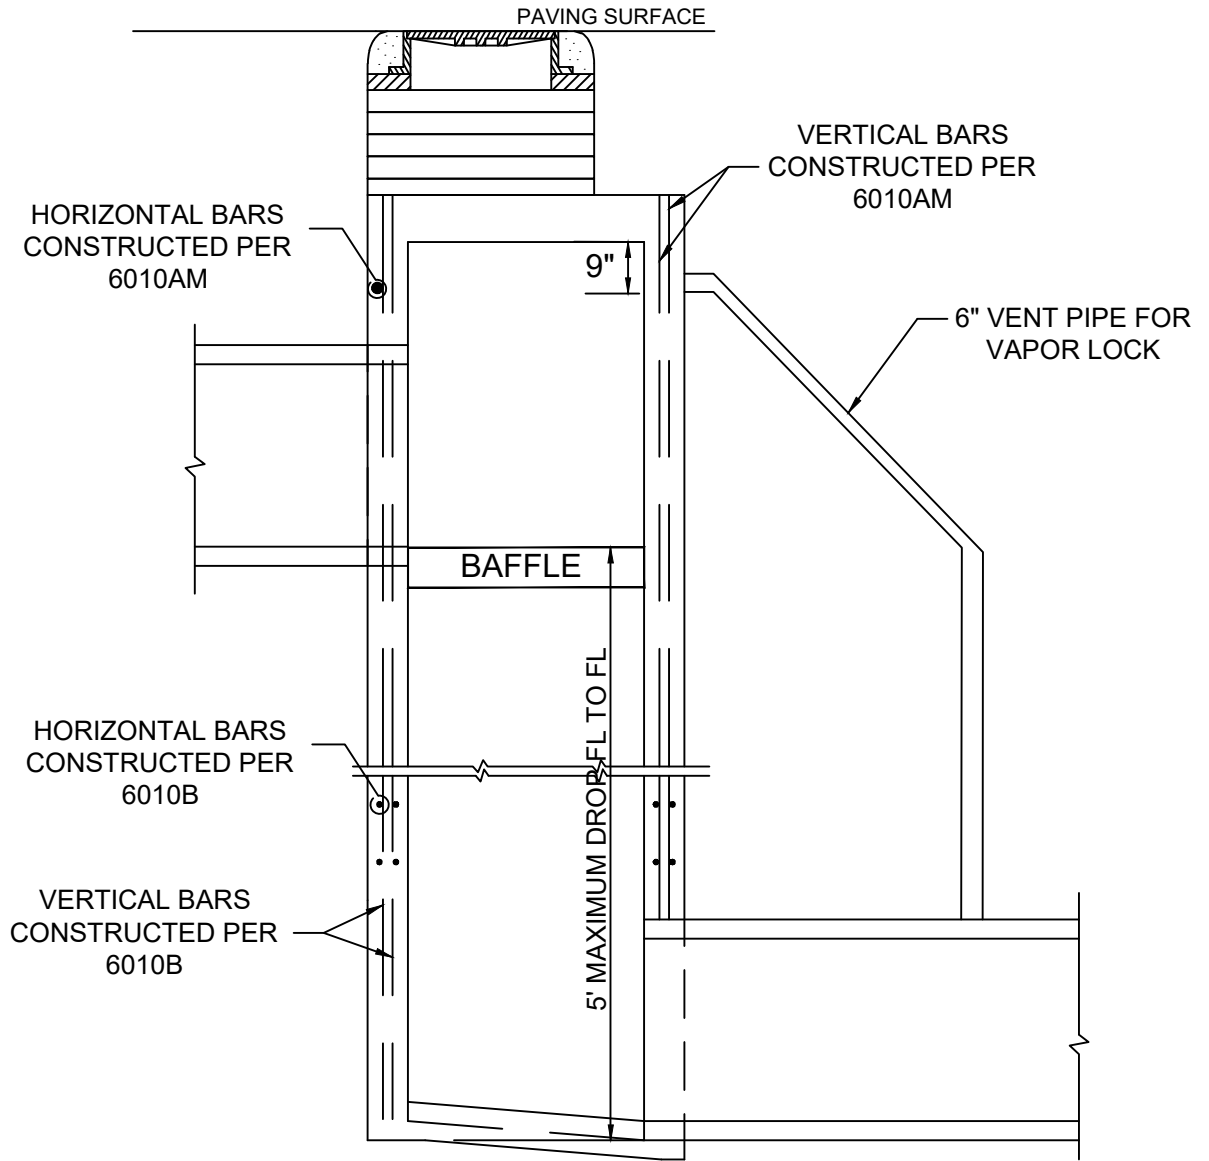 PAVING SURFACE
VERTICAL BARS
CONSTRUCTED PER
6010AM
HORIZONTAL BARS
CONSTRUCTED PER
6010AM
9"
6" VENT PIPE FOR
VAPOR LOCK
BAFFLE
5' MAXIMUM DROP FL TO FL
HORIZONTAL BARS
CONSTRUCTED PER
6010B
VERTICAL BARS
CONSTRUCTED PER
6010B